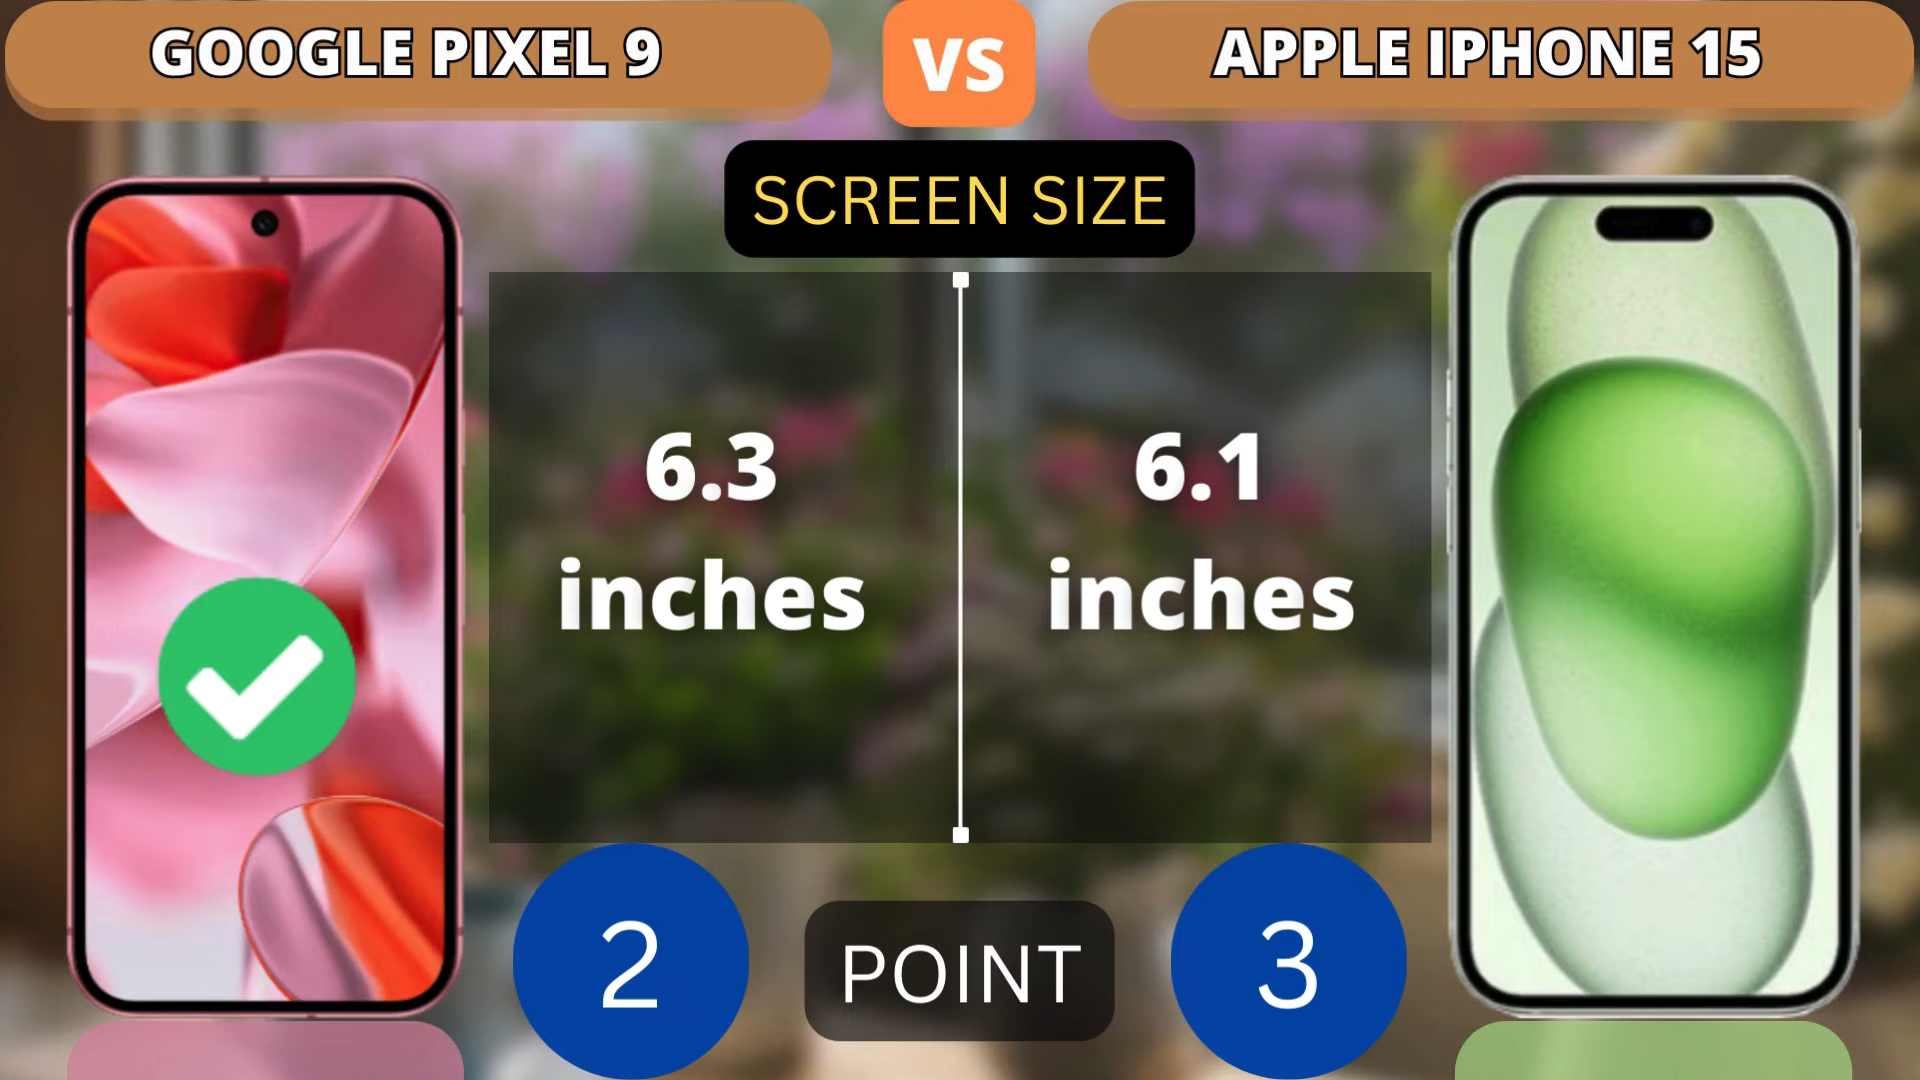 GOOGLE PIXEL 9
VS
APPLE IPHONE 15
SCREEN SIZE
6.3
inches
6.1
inches
2
POINT
3